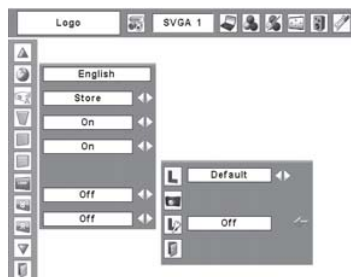 Logo SVGA 1
English
Store
On
On
Default
Off
Off
Off